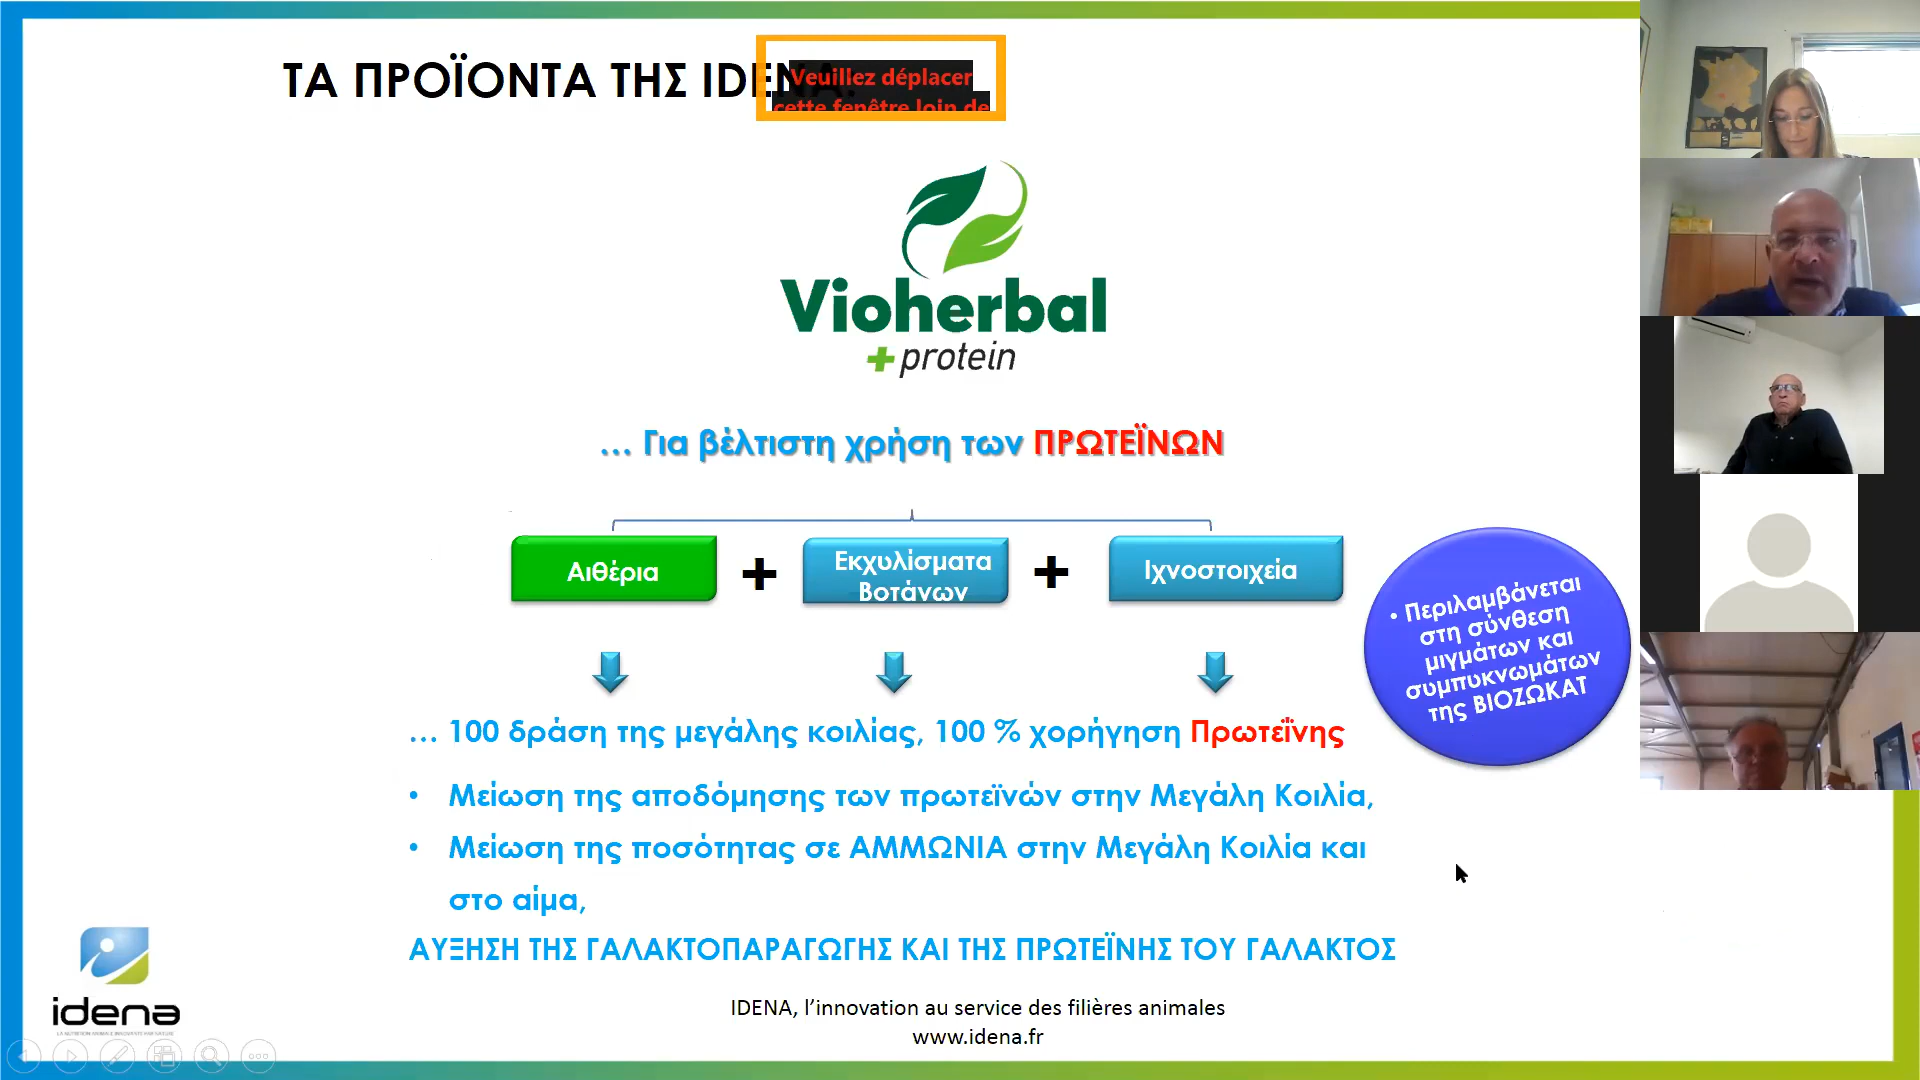 ΤΑ ΠΡΟΪΟΝΤΑ ΤΗΣ IDENA:
Veuillez déplacer
cette fenêtre loin de
Vioherbal
+ protein
... Για βέλτιστη χρήση των ΠΡΩΤΕΪΝΩΝ
Αιθέρια + Εκχυλίσματα Βοτάνων + Ιχνοστοιχεία
• Περιλαμβάνεται
στη σύνθεση
μιγμάτων και
συμπυκνωμάτων
της ΒΙΟΖΩΚΑΤ
... 100 δράση της μεγάλης κοιλίας, 100 % χορήγηση Πρωτεΐνης
• Μείωση της αποδόμησης των πρωτεϊνών στην Μεγάλη Κοιλία,
• Μείωση της ποσότητας σε ΑΜΜΩΝΙΑ στην Μεγάλη Κοιλία και
στο αίμα,
ΑΥΞΗΣΗ ΤΗΣ ΓΑΛΑΚΤΟΠΑΡΑΓΩΓΗΣ ΚΑΙ ΤΗΣ ΠΡΩΤΕΪΝΗΣ ΤΟΥ ΓΑΛΑΚΤΟΣ
idena
IDENA, l’innovation au service des filières animales
www.idena.fr